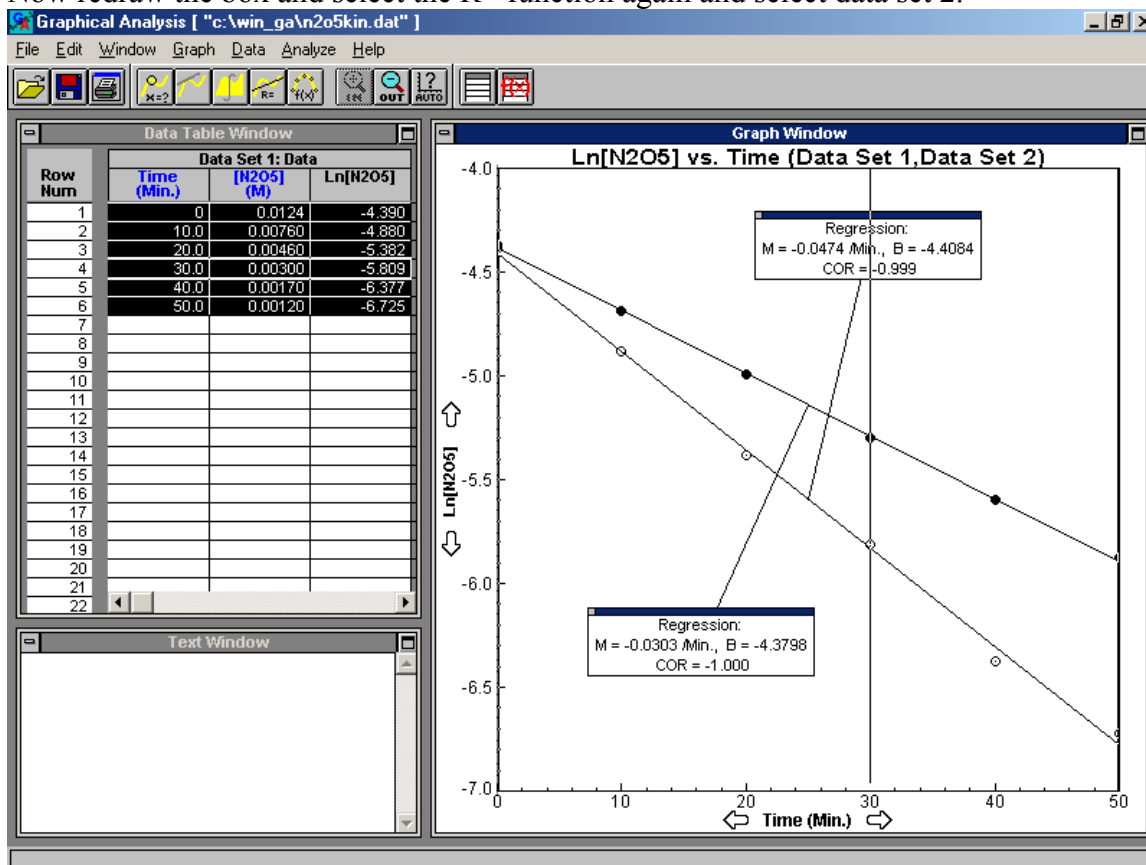 Now redraw the box and select the R= function again and select data set 2.
Graphical Analysis [ "c:\win_ga\n2o5kin.dat" ]
File Edit Window Graph Data Analyze Help
x=? R= f(x) OUT ? AUTO f(x)
Data Table Window
Data Set 1: Data
Row Num Time (Min.) [N2O5] (M) Ln[N2O5]
1 0 0.0124 -4.390
2 10.0 0.00760 -4.880
3 20.0 0.00460 -5.382
4 30.0 0.00300 -5.809
5 40.0 0.00170 -6.377
6 50.0 0.00120 -6.725
7
8
9
10
11
12
13
14
15
16
17
18
19
20
21
22
Text Window
Graph Window
Ln[N2O5] vs. Time (Data Set 1,Data Set 2)
-4.0
-4.5
-5.0
-5.5
-6.0
-6.5
-7.0
Ln[N2O5]
Regression:
M = -0.0474 /Min., B = -4.4084
COR = -0.999
Regression:
M = -0.0303 /Min., B = -4.3798
COR = -1.000
0 10 20 30 40 50
Time (Min.)